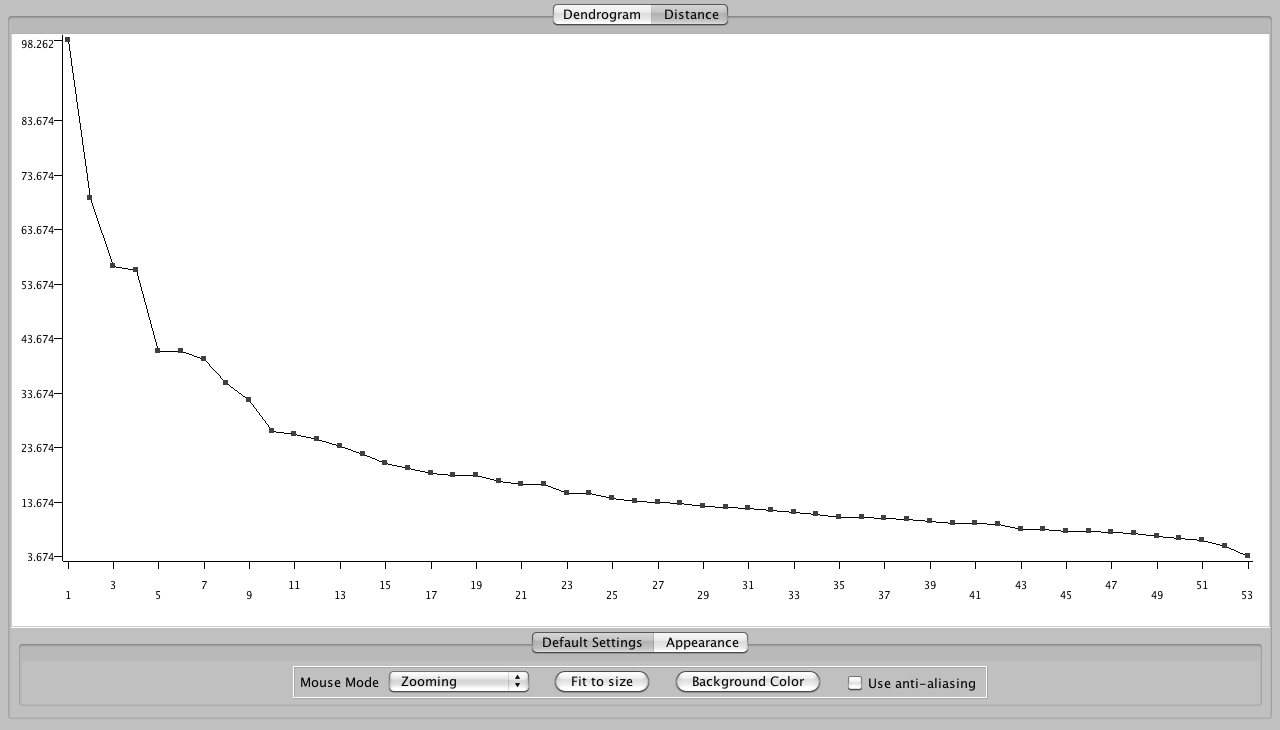 Dendrogram Distance
98.262
83.674
73.674
63.674
53.674
43.674
33.674
23.674
13.674
3.674
3 7 11 15 19 23 27 31 35 39 43 47 51
1 5 9 13 17 21 25 29 33 37 41 45 49 53
Default Settings Appearance
Mouse Mode Zooming Fit to size Background Color Use anti-aliasing